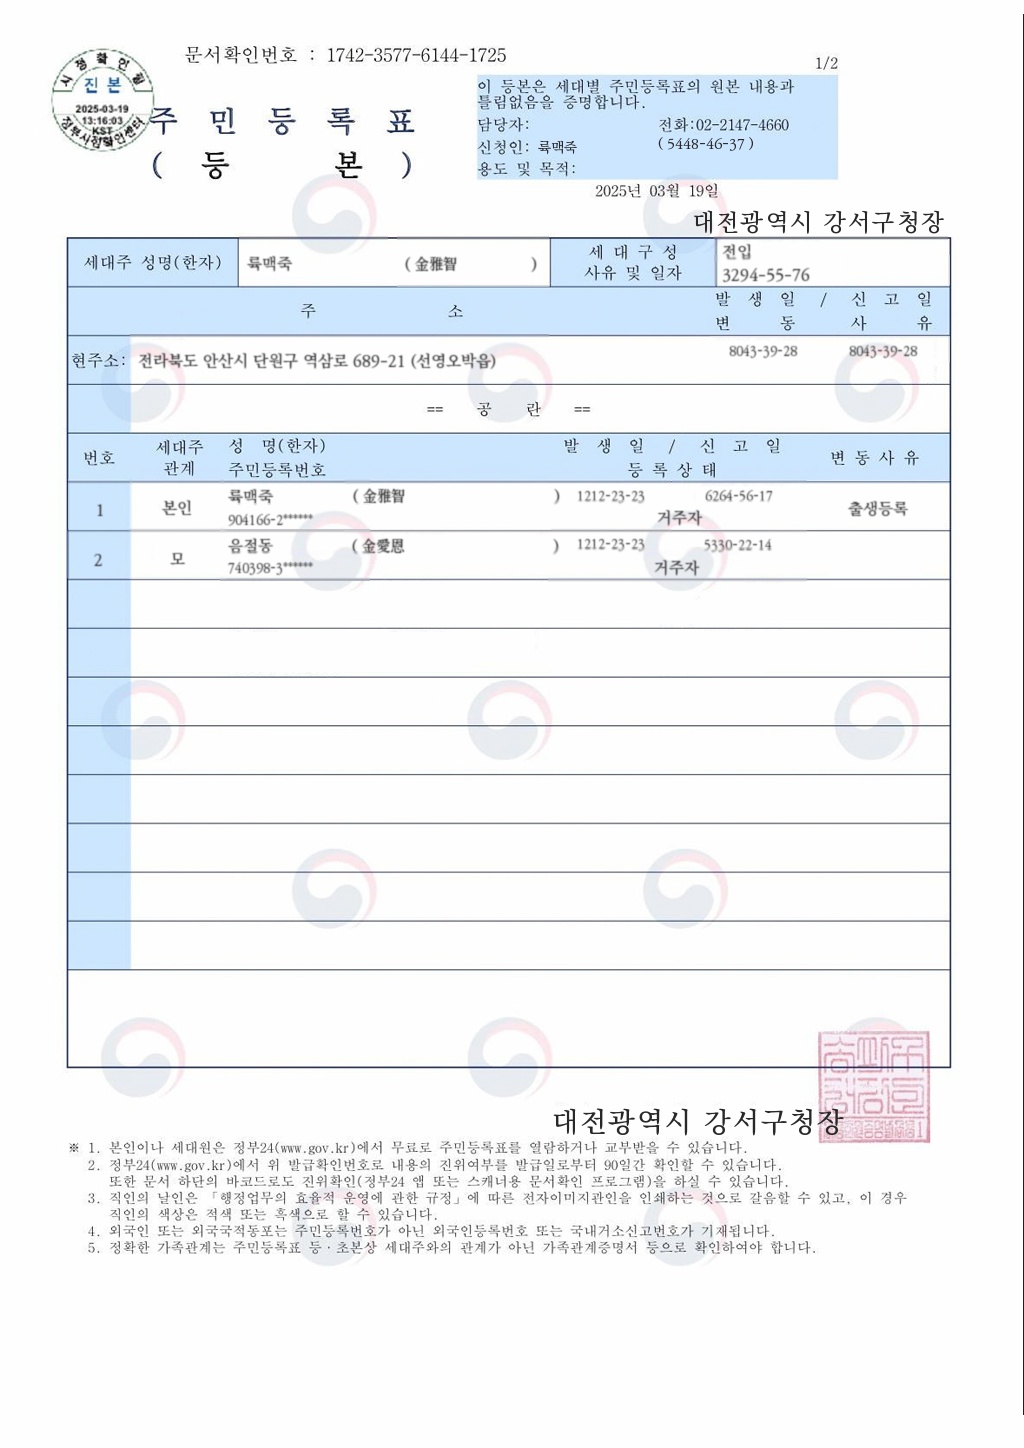 문서확인번호 : 1742-3577-6144-1725
1/2
시점확인필
진본
2025-03-19
13:16:03
KST
정부시점확인센터
주 민 등 록 표
( 등 본 )
이 등본은 세대별 주민등록표의 원본 내용과
틀림없음을 증명합니다.
담당자: 전화:02-2147-4660
신청인: 륙맥죽 (5448-46-37)
용도 및 목적:
2025년 03월 19일
대전광역시 강서구청장
세대주 성명(한자) 륙맥죽 (金雅智 ) 세 대 구 성 사유 및 일자 전입
3294-55-76
주 소 발 생 일 / 신 고 일
변 동 사 유
현주소: 전라북도 안산시 단원구 역삼로 689-21 (선영오박읍) 8043-39-28 8043-39-28
== 공 란 ==
번호 세대주 관계 성 명(한자) 주민등록번호 발 생 일 / 신 고 일 등 록 상 태 변 동 사 유
1 본인 륙맥죽 (金雅智 ) 1212-23-23 6264-56-17 출생등록
904166-2****** 거주자
2 모 음절동 (金愛恩 ) 1212-23-23 5330-22-14
740398-3****** 거주자
대전광역시 강서구청장
※ 1. 본인이나 세대원은 정부24(www.gov.kr)에서 무료로 주민등록표를 열람하거나 교부받을 수 있습니다.
2. 정부24(www.gov.kr)에서 위 발급확인번호로 내용의 진위여부를 발급일로부터 90일간 확인할 수 있습니다.
또한 문서 하단의 바코드로도 진위확인(정부24 앱 또는 스캐너용 문서확인 프로그램)을 하실 수 있습니다.
3. 직인의 날인은 「행정업무의 효율적 운영에 관한 규정」에 따른 전자이미지관인을 인쇄하는 것으로 갈음할 수 있고, 이 경우
직인의 색상은 적색 또는 흑색으로 할 수 있습니다.
4. 외국인 또는 외국국적동포는 주민등록번호가 아닌 외국인등록번호 또는 국내거소신고번호가 기재됩니다.
5. 정확한 가족관계는 주민등록표 등·초본상 세대주와의 관계가 아닌 가족관계증명서 등으로 확인하여야 합니다.